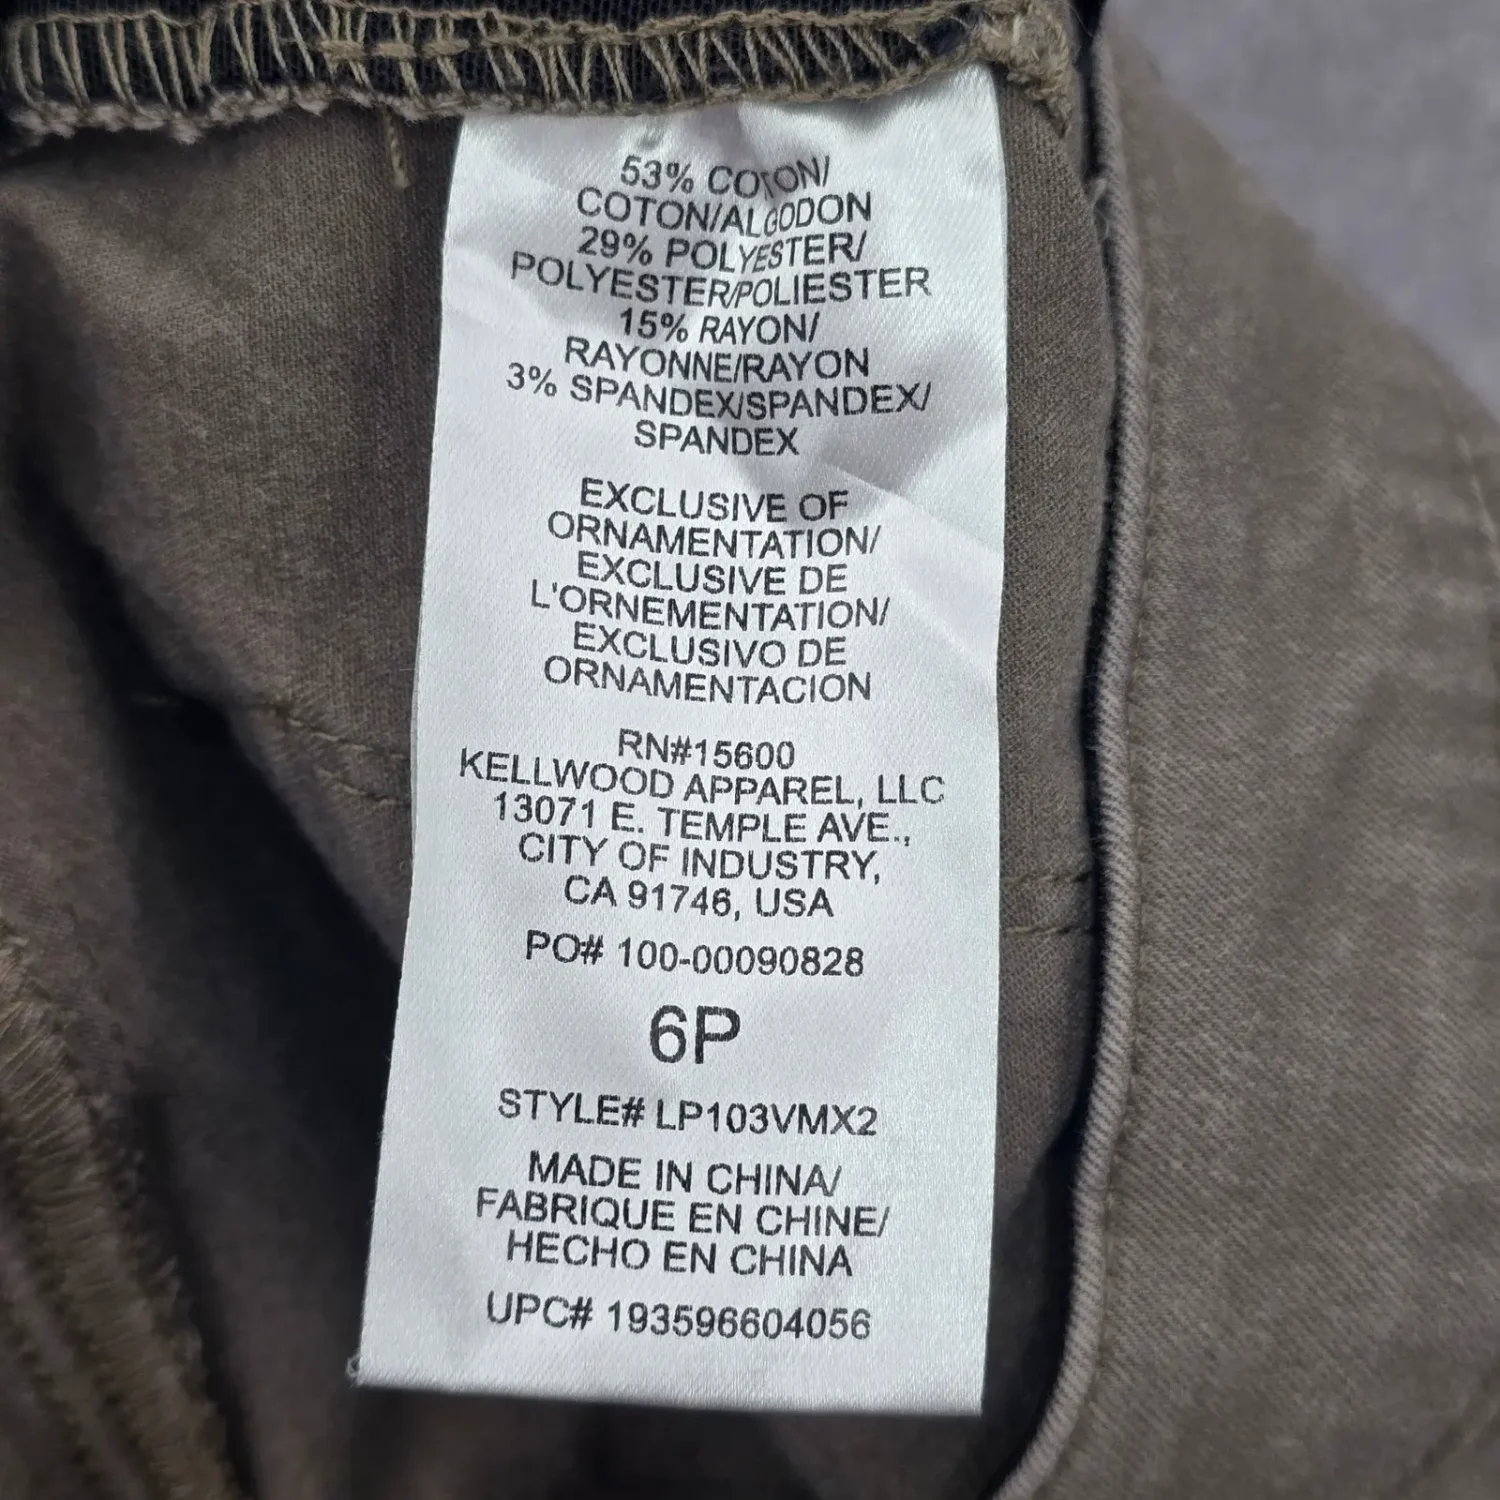 53% COTON/
COTON/ALGODON
29% POLYESTER/
POLYESTER/POLIESTER
15% RAYON/
RAYONNE/RAYON
3% SPANDEX/SPANDEX/
SPANDEX
EXCLUSIVE OF
ORNAMENTATION/
EXCLUSIVE DE
L'ORNEMENTATION/
EXCLUSIVO DE
ORNAMENTACION
RN#15600
KELLWOOD APPAREL, LLC
13071 E. TEMPLE AVE.,
CITY OF INDUSTRY,
CA 91746, USA
PO# 100-00090828
6P
STYLE# LP103VMX2
MADE IN CHINA/
FABRIQUE EN CHINE/
HECHO EN CHINA
UPC# 193596604056